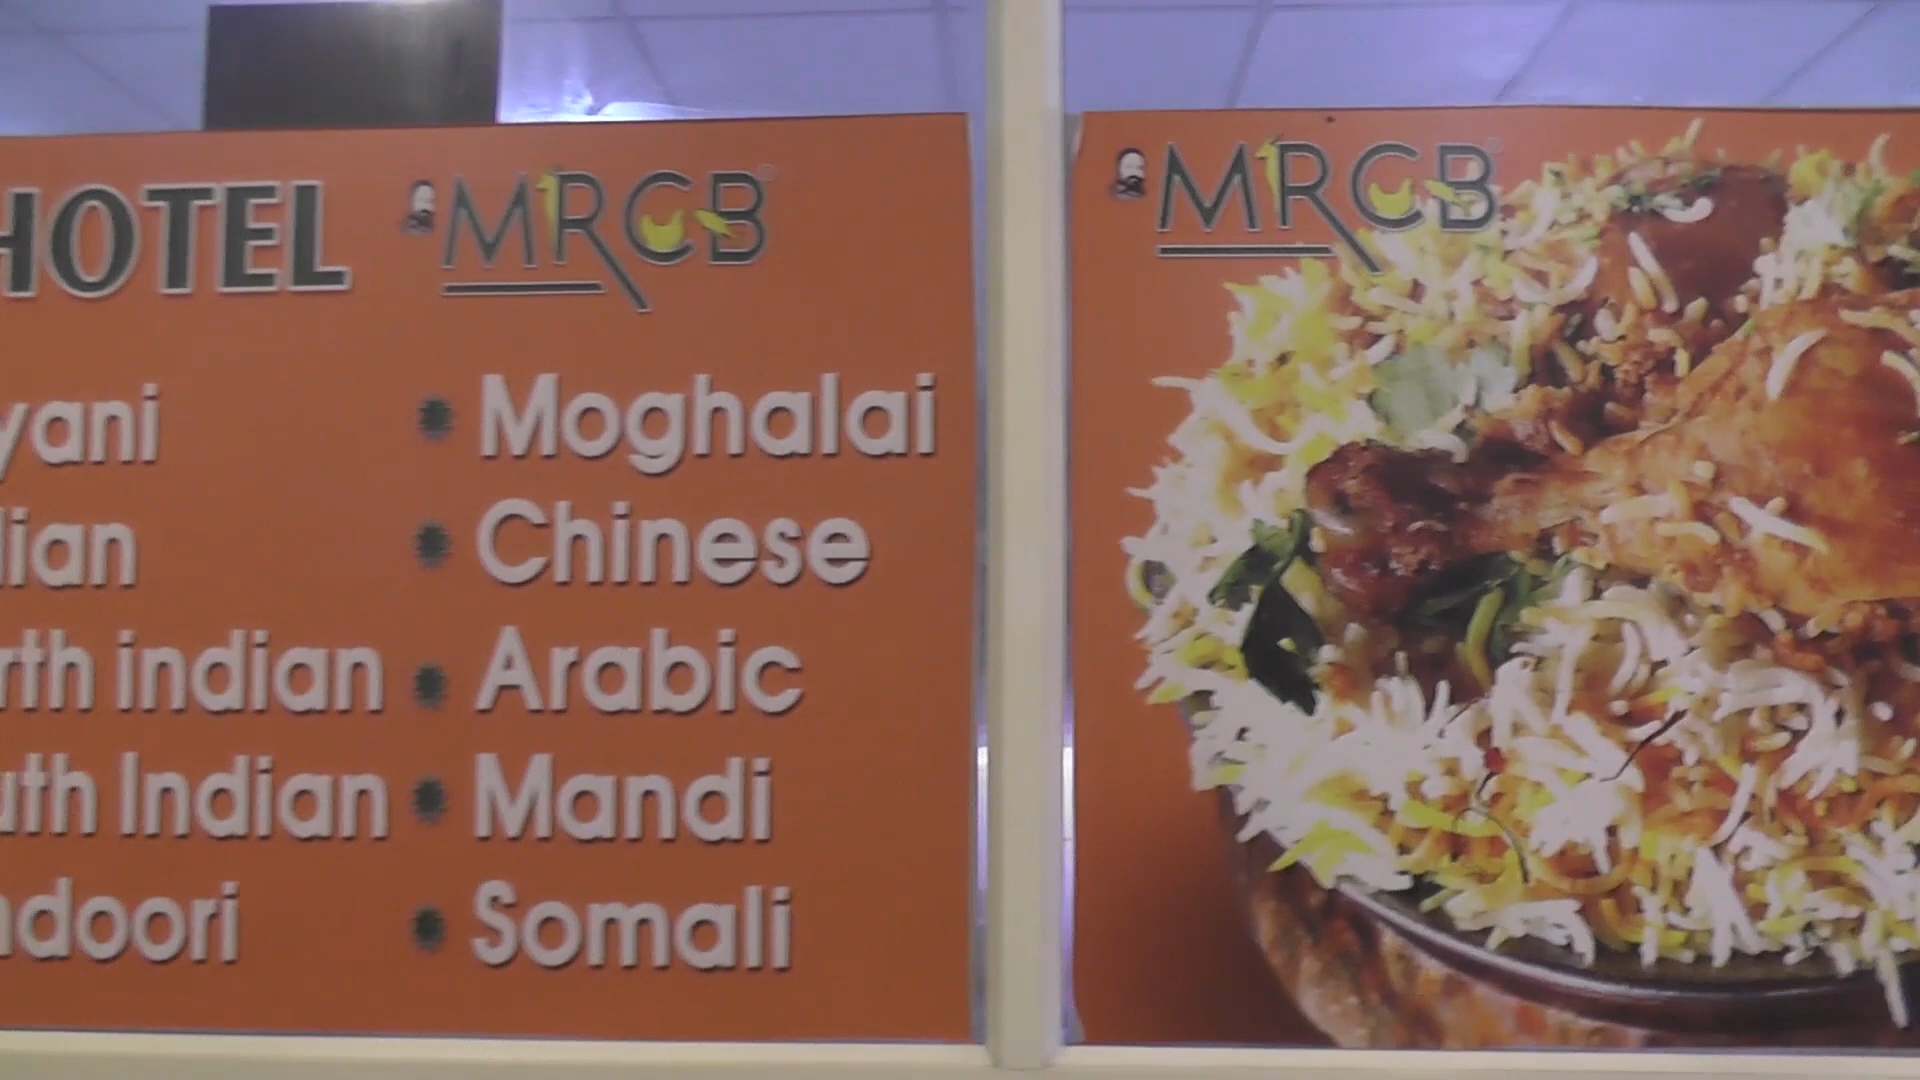 HOTEL MRCB
yani
• Moghalai
lian
• Chinese
rth indian
• Arabic
uth Indian
• Mandi
ndoori
• Somali
MRCB